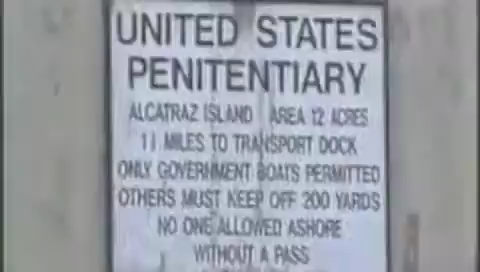 UNITED STATES
PENITENTIARY
ALCATRAZ ISLAND AREA 12 ACRES
1 1 MILES TO TRANSPORT DOCK
ONLY GOVERNMENT BOATS PERMITTED
OTHERS MUST KEEP OFF 200 YARDS
NO ONE ALLOWED ASHORE
WITHOUT A PASS